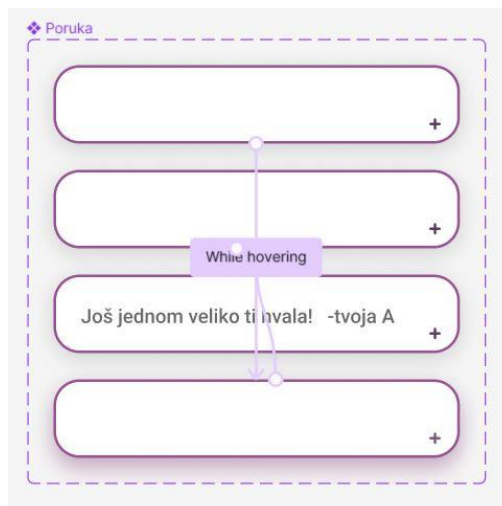 Poruka
+
+
While hovering
Još jednom veliko ti hvala! -tvoja A
+
+